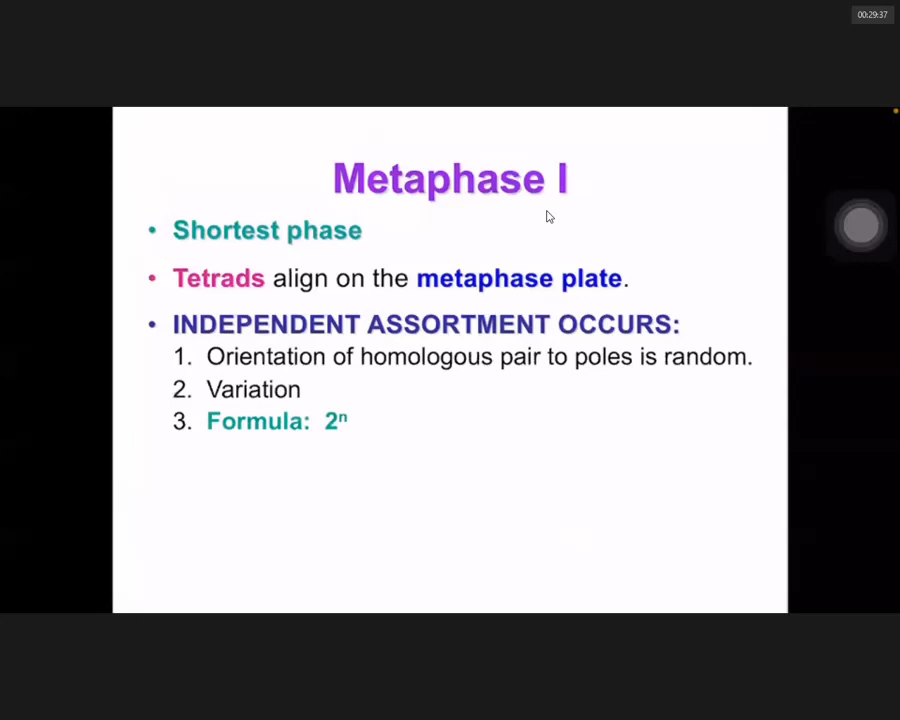 00:29:37
Metaphase I
• Shortest phase
• Tetrads align on the metaphase plate.
• INDEPENDENT ASSORTMENT OCCURS:
1. Orientation of homologous pair to poles is random.
2. Variation
3. Formula: 2ⁿ